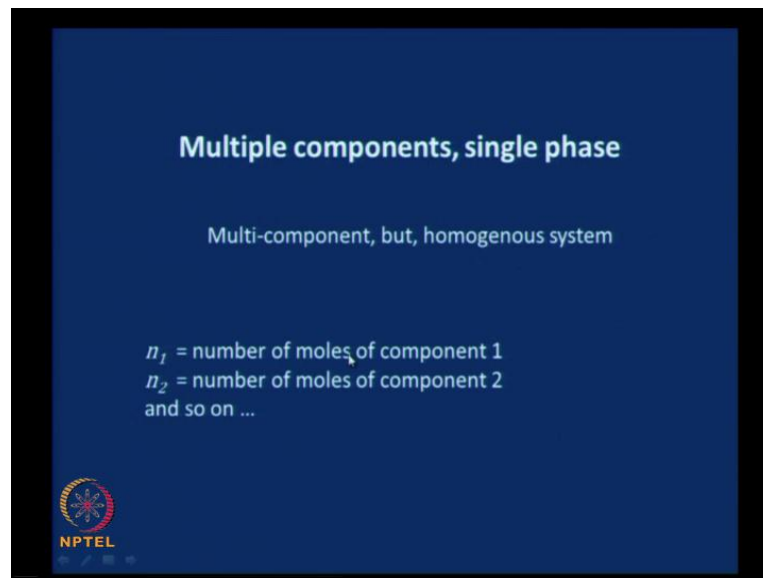 Multiple components, single phase
Multi-component, but, homogenous system
n₁ = number of moles of component 1
n₂ = number of moles of component 2
and so on ...
NPTEL